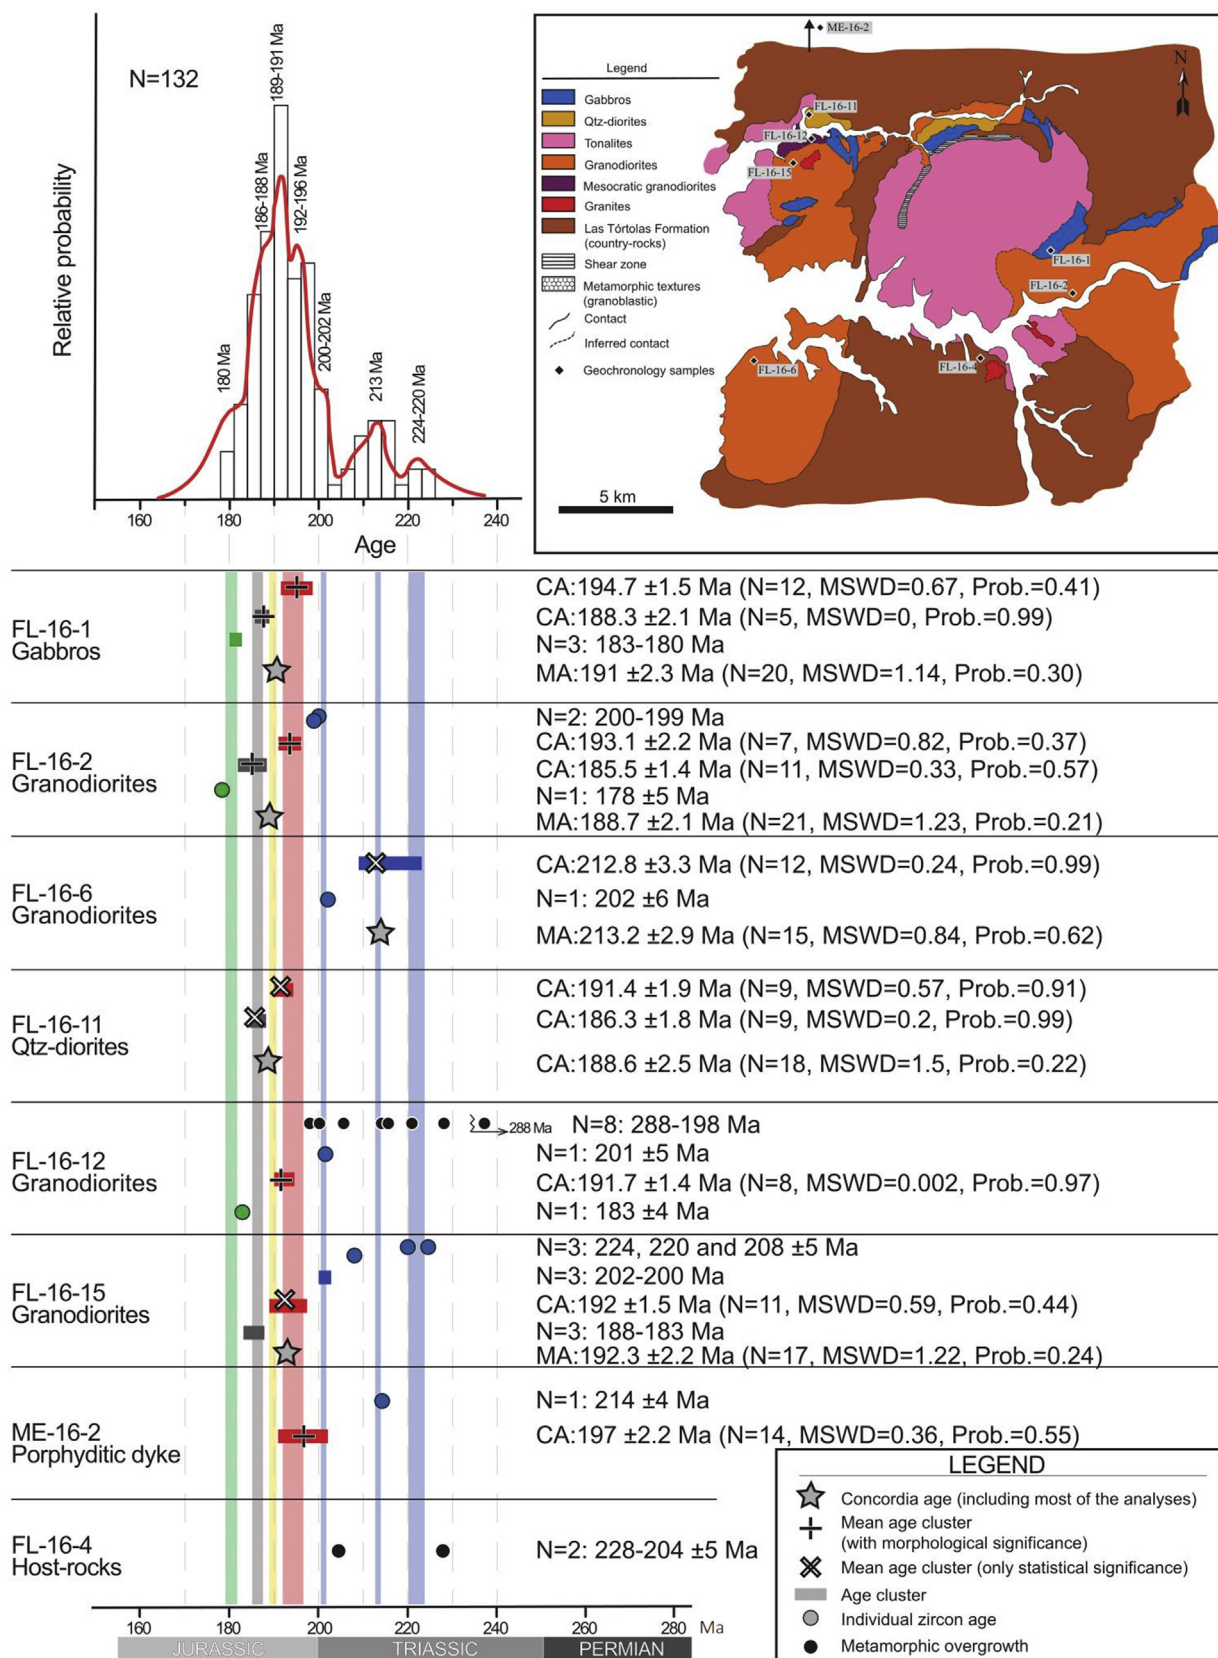 N=132
Relative probability
180 Ma
186-188 Ma
189-191 Ma
192-196 Ma
200-202 Ma
213 Ma
224-220 Ma
160 180 200 220 240
Age
ME-16-2
N
Legend
Gabbros
Qtz-diorites
Tonalites
Granodiorites
Mesocratic granodiorites
Granites
Las Tórtolas Formation
(country-rocks)
Shear zone
Metamorphic textures
(granoblastic)
Contact
Inferred contact
Geochronology samples
FL-16-11
FL-16-12
FL-16-15
FL-16-1
FL-16-2
FL-16-4
FL-16-6
5 km
FL-16-1
Gabbros
CA:194.7 ±1.5 Ma (N=12, MSWD=0.67, Prob.=0.41)
CA:188.3 ±2.1 Ma (N=5, MSWD=0, Prob.=0.99)
N=3: 183-180 Ma
MA:191 ±2.3 Ma (N=20, MSWD=1.14, Prob.=0.30)
FL-16-2
Granodiorites
N=2: 200-199 Ma
CA:193.1 ±2.2 Ma (N=7, MSWD=0.82, Prob.=0.37)
CA:185.5 ±1.4 Ma (N=11, MSWD=0.33, Prob.=0.57)
N=1: 178 ±5 Ma
MA:188.7 ±2.1 Ma (N=21, MSWD=1.23, Prob.=0.21)
FL-16-6
Granodiorites
CA:212.8 ±3.3 Ma (N=12, MSWD=0.24, Prob.=0.99)
N=1: 202 ±6 Ma
MA:213.2 ±2.9 Ma (N=15, MSWD=0.84, Prob.=0.62)
FL-16-11
Qtz-diorites
CA:191.4 ±1.9 Ma (N=9, MSWD=0.57, Prob.=0.91)
CA:186.3 ±1.8 Ma (N=9, MSWD=0.2, Prob.=0.99)
CA:188.6 ±2.5 Ma (N=18, MSWD=1.5, Prob.=0.22)
FL-16-12
Granodiorites
288 Ma
N=8: 288-198 Ma
N=1: 201 ±5 Ma
CA:191.7 ±1.4 Ma (N=8, MSWD=0.002, Prob.=0.97)
N=1: 183 ±4 Ma
FL-16-15
Granodiorites
N=3: 224, 220 and 208 ±5 Ma
N=3: 202-200 Ma
CA:192 ±1.5 Ma (N=11, MSWD=0.59, Prob.=0.44)
N=3: 188-183 Ma
MA:192.3 ±2.2 Ma (N=17, MSWD=1.22, Prob.=0.24)
ME-16-2
Porphyditic dyke
N=1: 214 ±4 Ma
CA:197 ±2.2 Ma (N=14, MSWD=0.36, Prob.=0.55)
FL-16-4
Host-rocks
N=2: 228-204 ±5 Ma
LEGEND
Concordia age (including most of the analyses)
Mean age cluster
(with morphological significance)
Mean age cluster (only statistical significance)
Age cluster
Individual zircon age
Metamorphic overgrowth
160 180 200 220 240 260 280 Ma
JURASSIC TRIASSIC PERMIAN